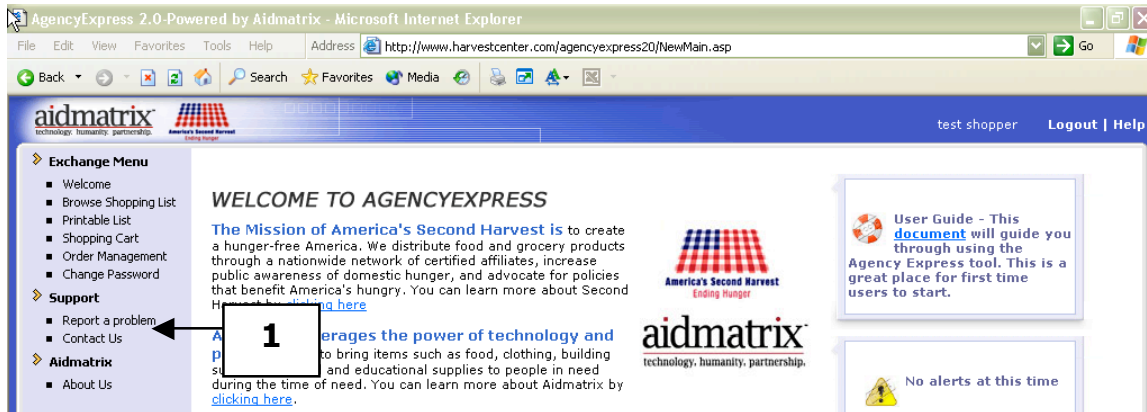 AgencyExpress 2.0-Powered by Aidmatrix - Microsoft Internet Explorer
File Edit View Favorites Tools Help Address http://www.harvestcenter.com/agencyexpress20/NewMain.asp Go
Back Search Favorites Media
aidmatrix
technology. humanity. partnership.
America's Second Harvest
Ending Hunger
test shopper Logout | Help
Exchange Menu
Welcome
Browse Shopping List
Printable List
Shopping Cart
Order Management
Change Password
Support
Report a problem
Contact Us
Aidmatrix
About Us
WELCOME TO AGENCYEXPRESS
The Mission of America's Second Harvest is to create
a hunger-free America. We distribute food and grocery products
through a nationwide network of certified affiliates, increase
public awareness of domestic hunger, and advocate for policies
that benefit America's hungry. You can learn more about Second
clicking here
1
erages the power of technology and
to bring items such as food, clothing, building
and educational supplies to people in need
during the time of need. You can learn more about Aidmatrix by
clicking here.
America's Second Harvest
Ending Hunger
aidmatrix
technology. humanity. partnership.
User Guide - This
document will guide you
through using the
Agency Express tool. This is a
great place for first time
users to start.
No alerts at this time